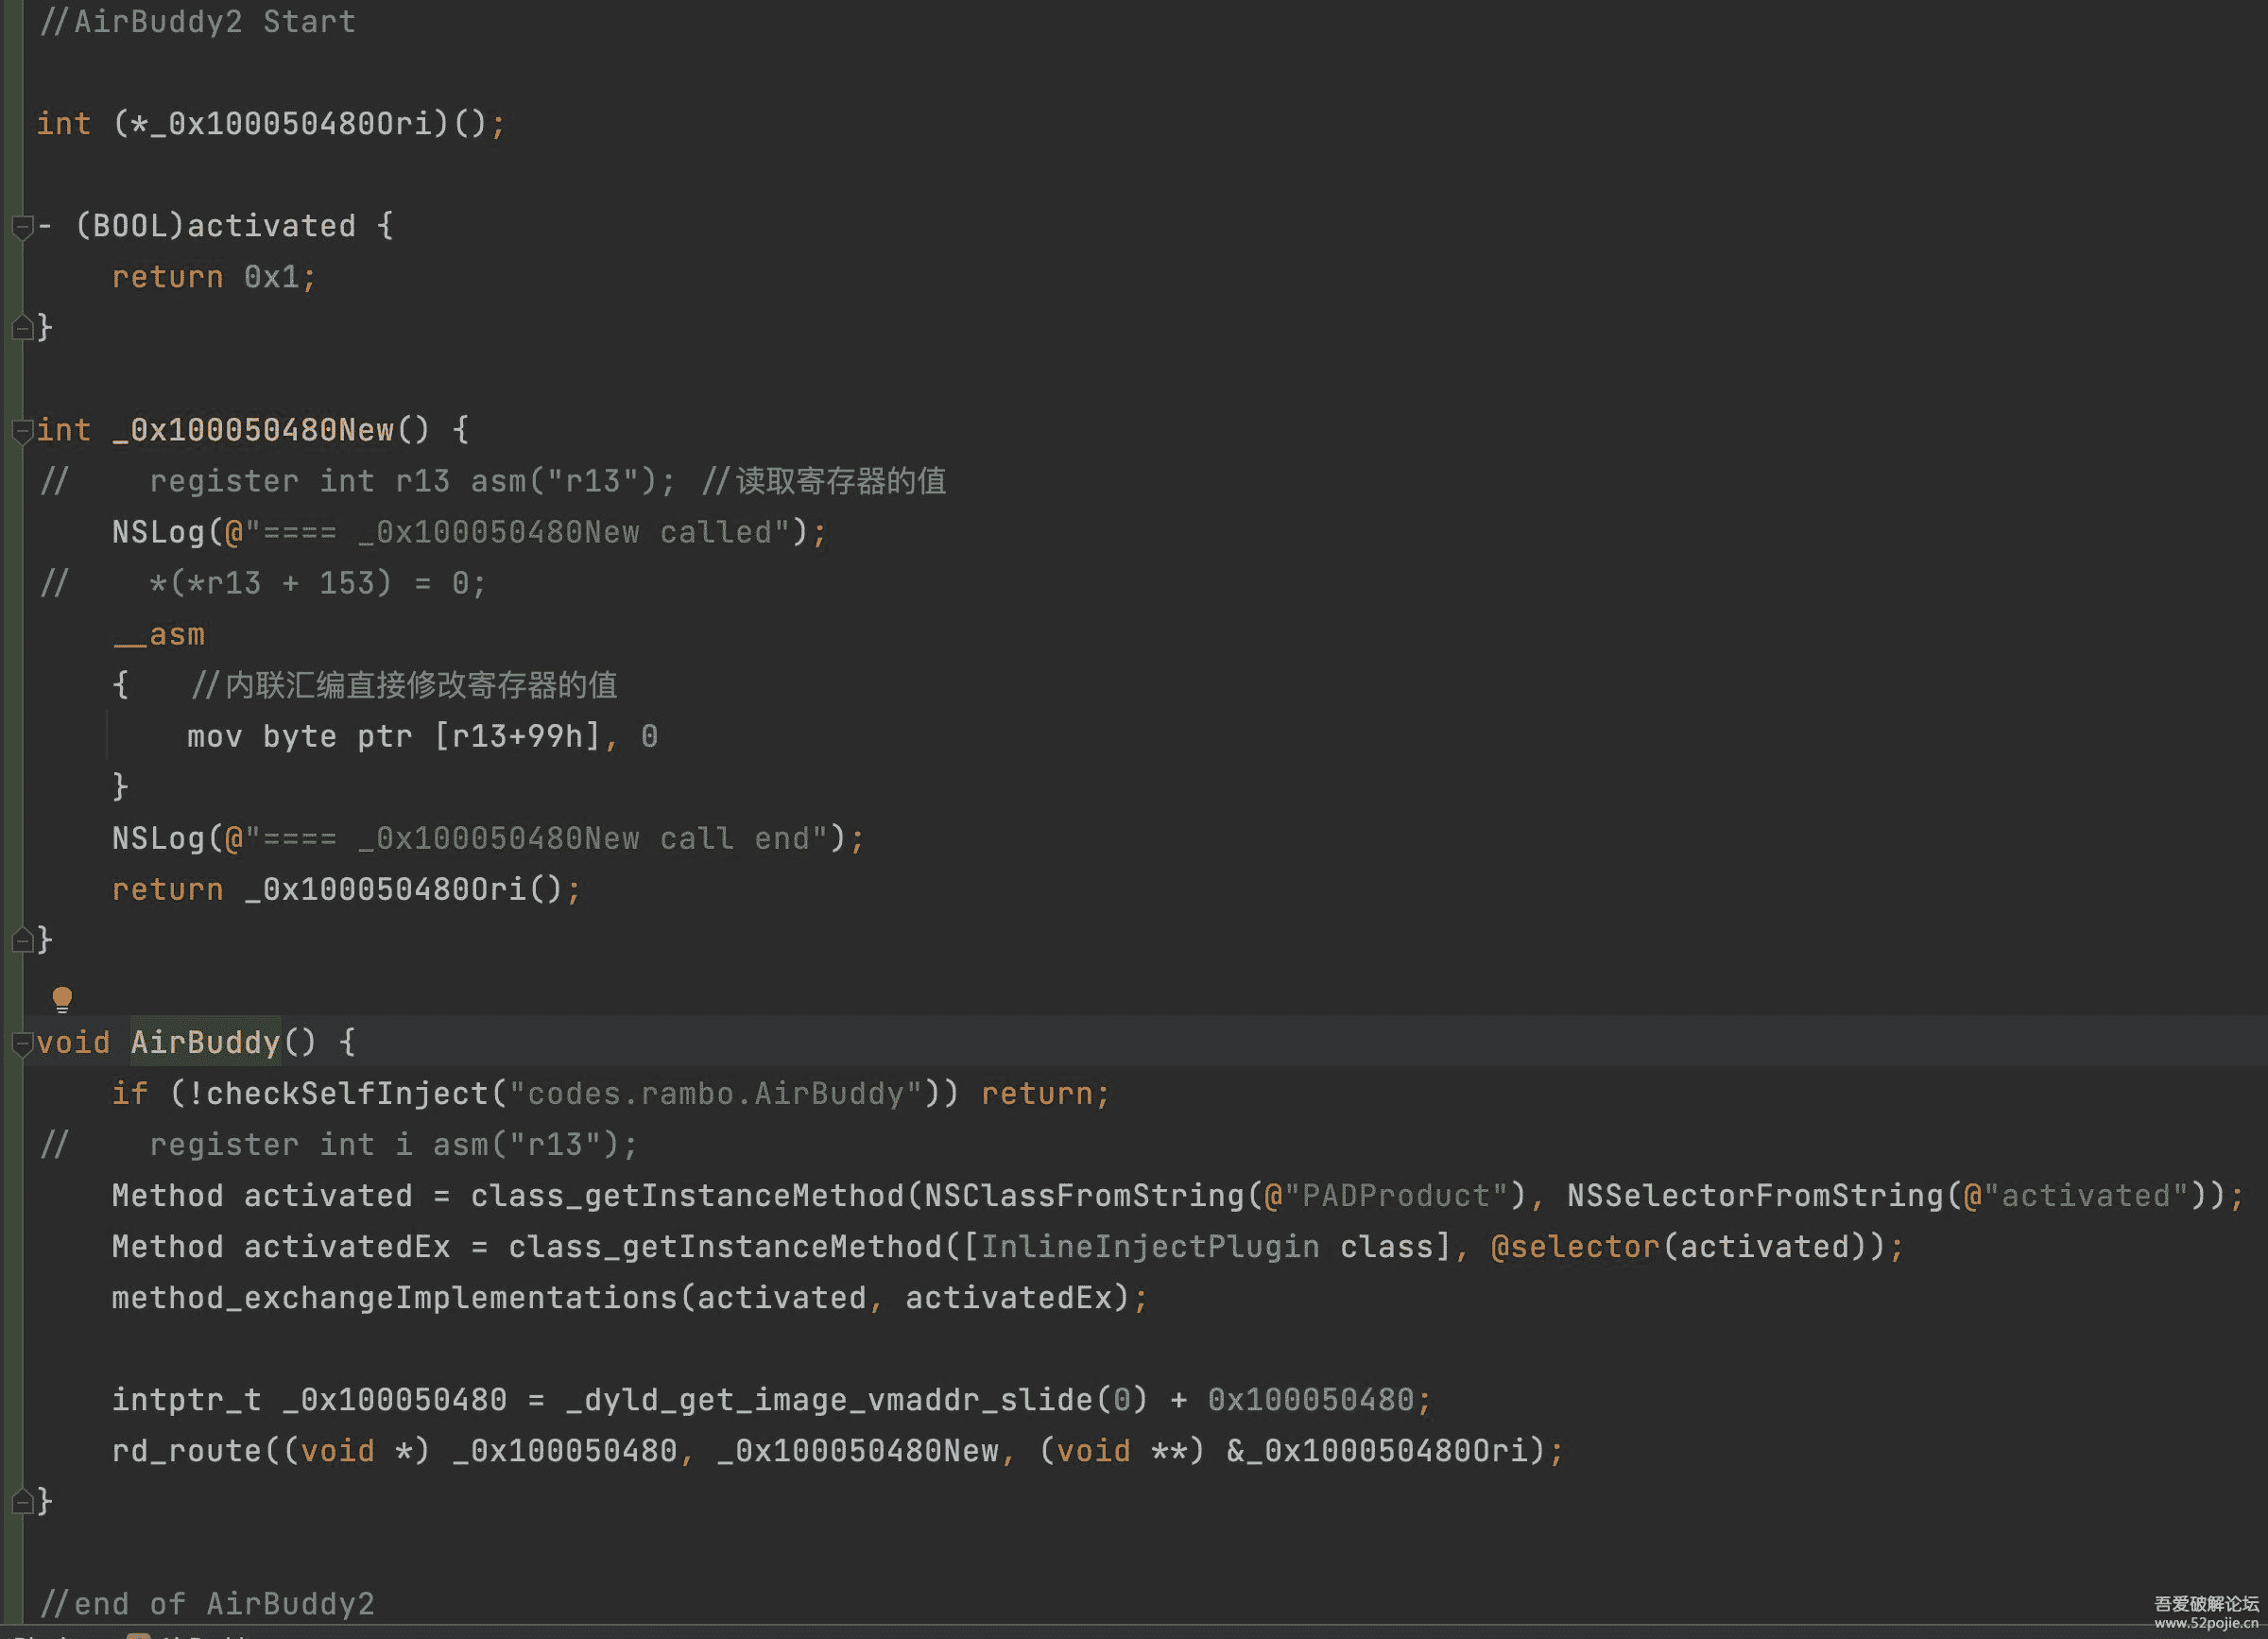 //AirBuddy2 Start
int (*_0x100050480Ori)();
- (BOOL)activated {
return 0x1;
}
int _0x100050480New() {
// register int r13 asm("r13"); //读取寄存器的值
NSLog(@"==== _0x100050480New called");
// *(*r13 + 153) = 0;
__asm
{ //内联汇编直接修改寄存器的值
mov byte ptr [r13+99h], 0
}
NSLog(@"==== _0x100050480New call end");
return _0x100050480Ori();
}
void AirBuddy() {
if (!checkSelfInject("codes.rambo.AirBuddy")) return;
// register int i asm("r13");
Method activated = class_getInstanceMethod(NSClassFromString(@"PADProduct"), NSSelectorFromString(@"activated"));
Method activatedEx = class_getInstanceMethod([InlineInjectPlugin class], @selector(activated));
method_exchangeImplementations(activated, activatedEx);
intptr_t _0x100050480 = _dyld_get_image_vmaddr_slide(0) + 0x100050480;
rd_route((void *) _0x100050480, _0x100050480New, (void **) &_0x100050480Ori);
}
//end of AirBuddy2
吾爱破解论坛
www.52pojie.cn